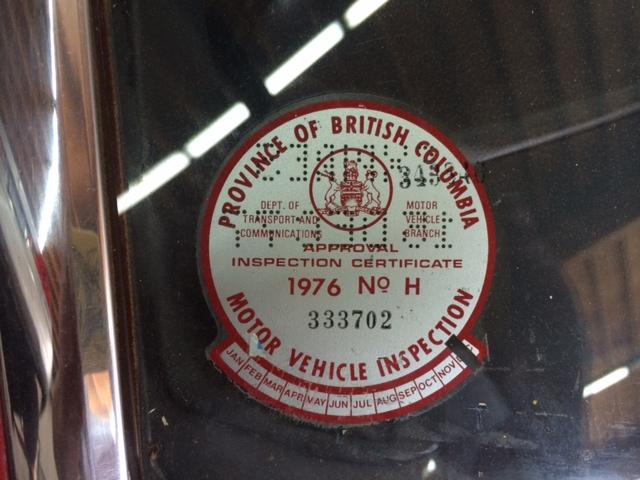 PROVINCE OF BRITISH COLUMBIA
DEPT. OF
TRANSPORT AND
COMMUNICATIONS
MOTOR
VEHICLE
BRANCH
APPROVAL
INSPECTION CERTIFICATE
1976 Nº H
333702
MOTOR VEHICLE INSPECTION
JAN FEB MAR APR MAY JUN JUL AUG SEP OCT NOV